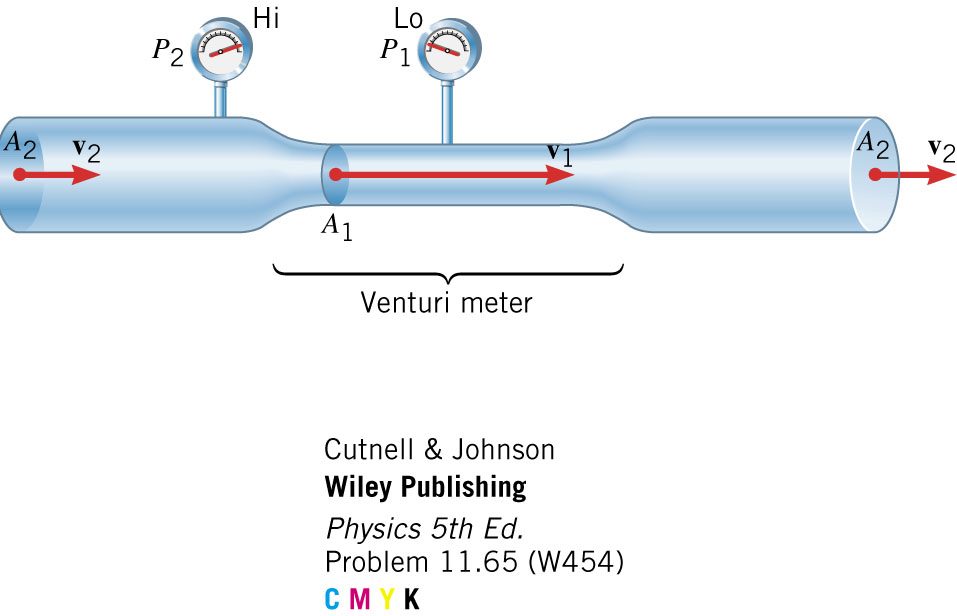 Hi
Lo
P2
P1
A2
v2
v1
A2
v2
A1
Venturi meter
Cutnell & Johnson
Wiley Publishing
Physics 5th Ed.
Problem 11.65 (W454)
C M Y K